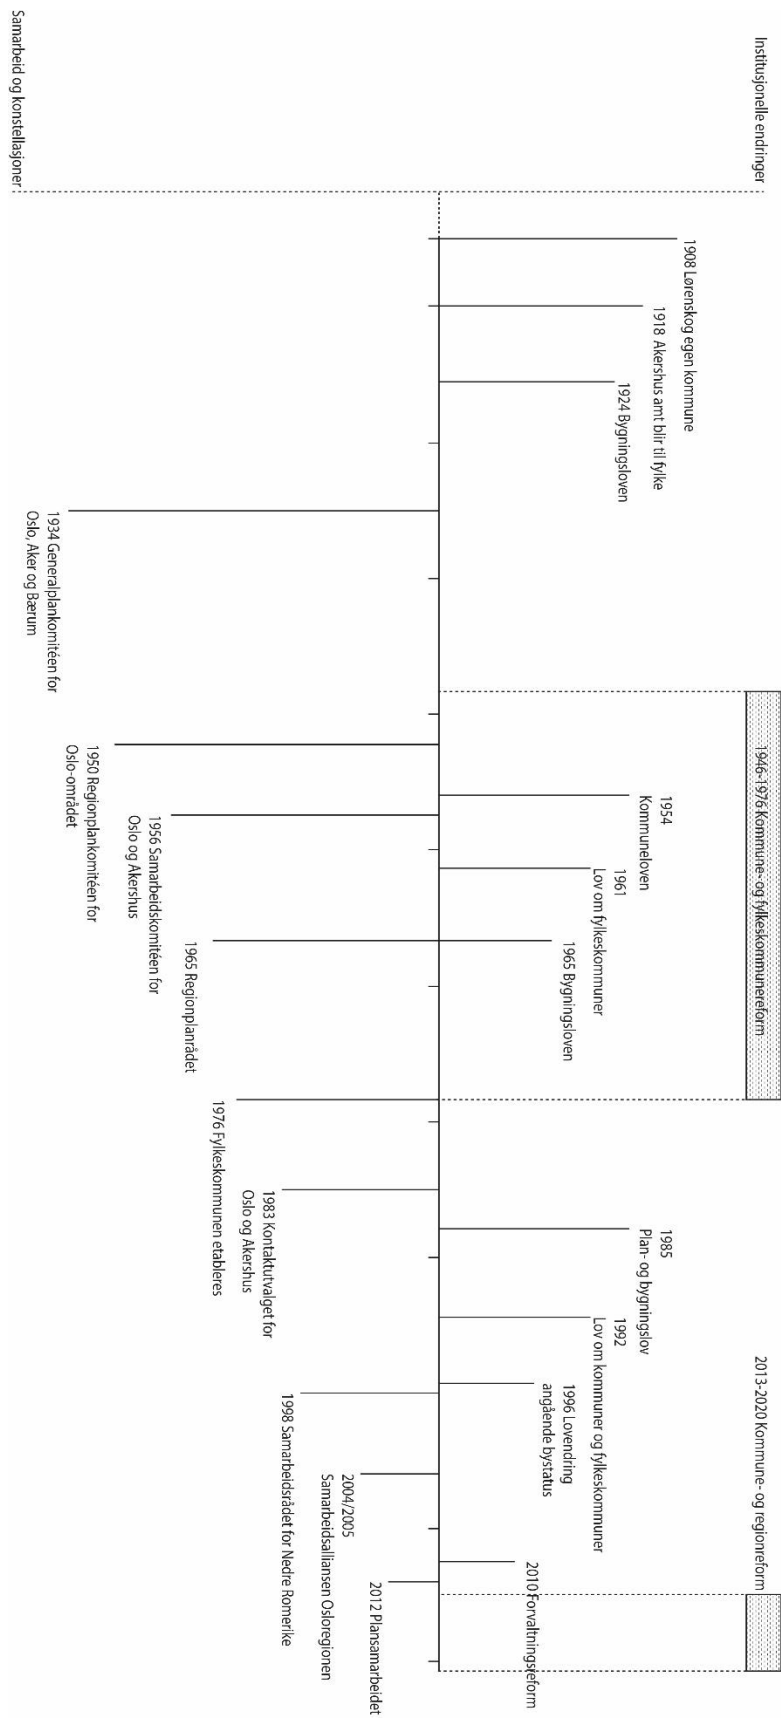 Institusjonelle endringer
1946-1976 Kommune- og fylkeskommunereform
2013-2020 Kommune- og regionreform
1908 Lørenskog egen kommune
1918 Akershus amt blir til fylke
1924 Bygningsloven
1954
Kommuneloven
1961
Lov om fylkeskommuner
1965 Bygningsloven
1985
Plan- og bygningslov
1992
Lov om kommuner og fylkeskommuner
1996 Lovendring
angående bystatus
2010 Forvaltningsreform
Samarbeid og konstellasjoner
1934 Generalplankomitéen for
Oslo, Aker og Bærum
1950 Regionplankomitéen for
Oslo-området
1956 Samarbeidskomitéen for
Oslo og Akershus
1965 Regionplanrådet
1976 Fylkeskommunen etableres
1983 Kontaktutvalget for
Oslo og Akershus
1998 Samarbeidsrådet for Nedre Romerike
2004/2005
Samarbeidsalliansen Osloregionen
2012 Plansamarbeidet